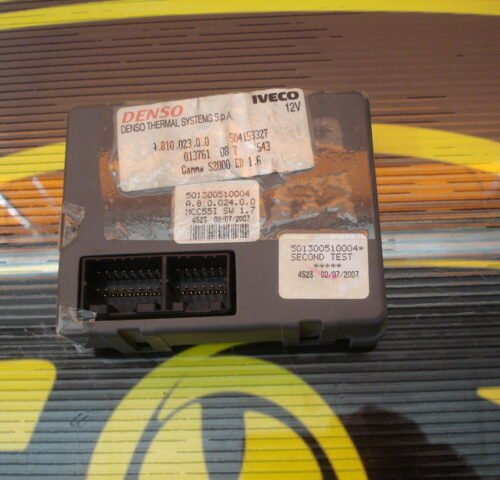 DENSO
DENSO THERMAL SYSTEMS S.p.A
IVECO
12V
A.810.023.0.0 504153327
013761 08 7 543
Gamma S2000 ED 1.6
501300510004
A.8 0.024.0.0
MCC55I SW 1.7
4523 02/07/2007
501300510004*
SECOND TEST
*****
4523 02/07/2007